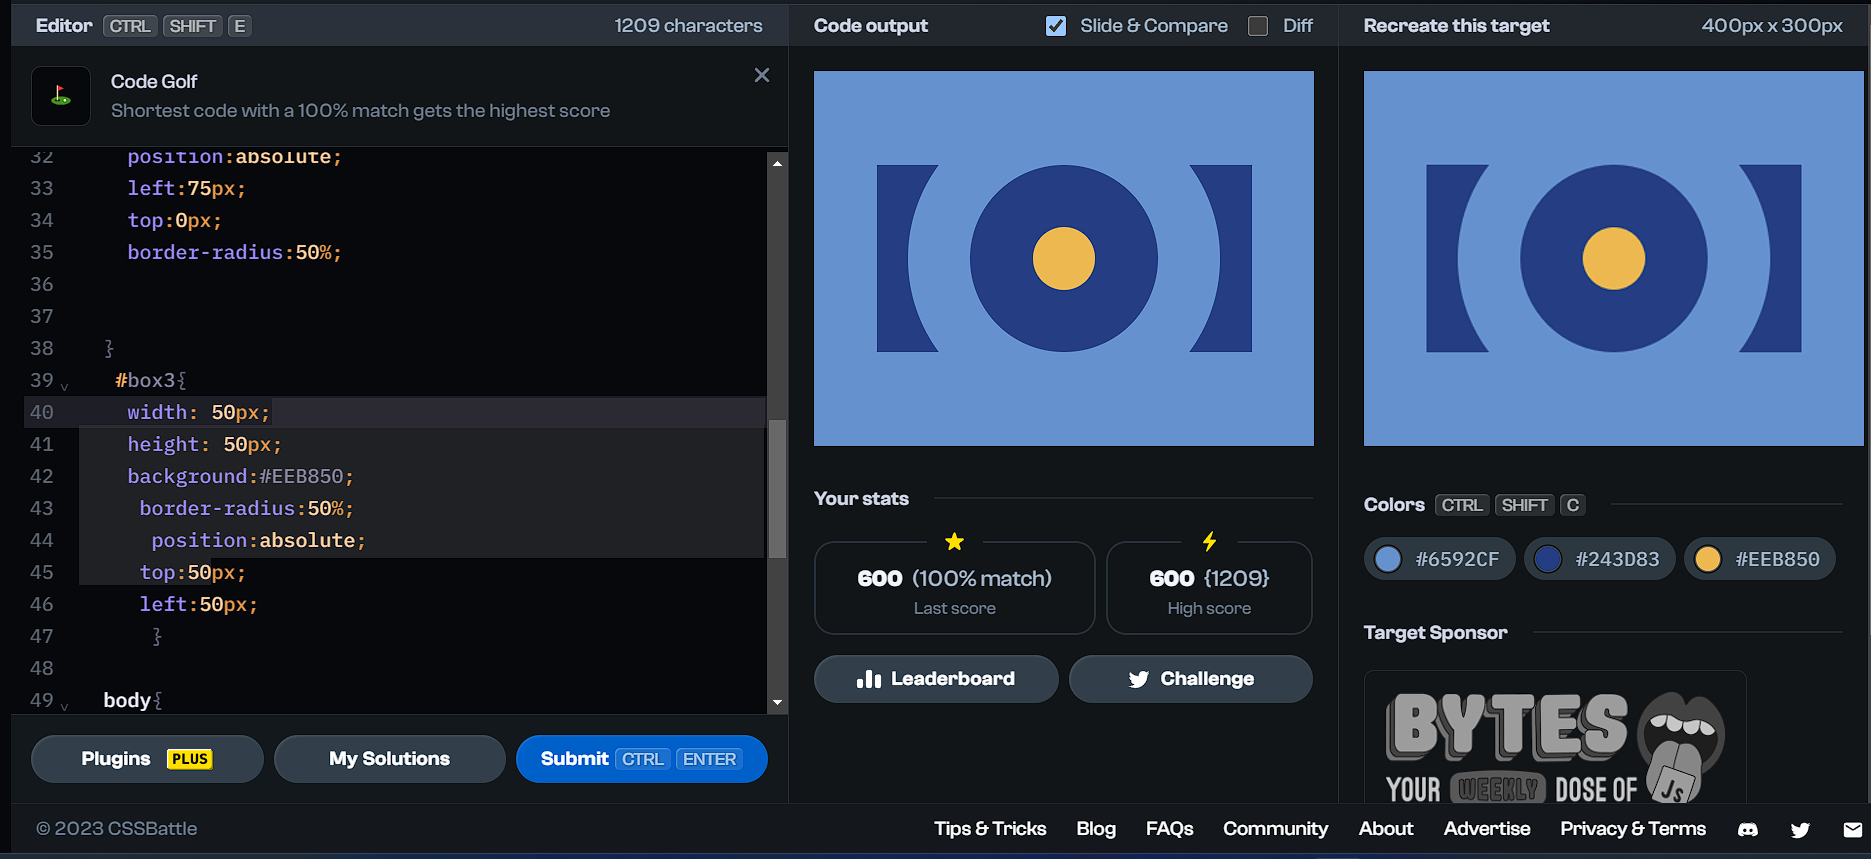 Editor CTRL SHIFT E 1209 characters
Code Golf
Shortest code with a 100% match gets the highest score
32 position:absolute;
33 left:75px;
34 top:0px;
35 border-radius:50%;
36
37
38 }
39 #box3{
40 width: 50px;
41 height: 50px;
42 background:#EEB850;
43 border-radius:50%;
44 position:absolute;
45 top:50px;
46 left:50px;
47 }
48
49 body{
Plugins PLUS My Solutions Submit CTRL ENTER
Code output Slide & Compare Diff
Your stats
600 (100% match)
Last score
600 {1209}
High score
Leaderboard Challenge
Recreate this target 400px x 300px
Colors CTRL SHIFT C
#6592CF #243D83 #EEB850
Target Sponsor
BYTES
YOUR WEEKLY DOSE OF JS
© 2023 CSSBattle Tips & Tricks Blog FAQs Community About Advertise Privacy & Terms